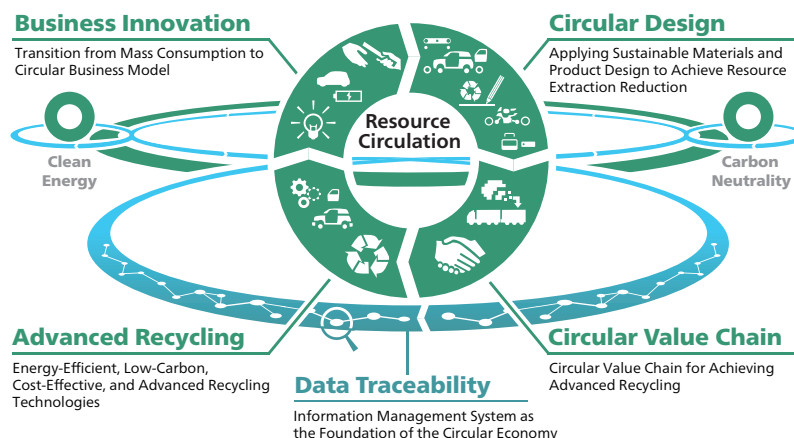 Business Innovation
Transition from Mass Consumption to
Circular Business Model
Circular Design
Applying Sustainable Materials and
Product Design to Achieve Resource
Extraction Reduction
Resource
Circulation
Clean
Energy
Carbon
Neutrality
Advanced Recycling
Energy-Efficient, Low-Carbon,
Cost-Effective, and Advanced Recycling
Technologies
Data Traceability
Information Management System as
the Foundation of the Circular Economy
Circular Value Chain
Circular Value Chain for Achieving
Advanced Recycling